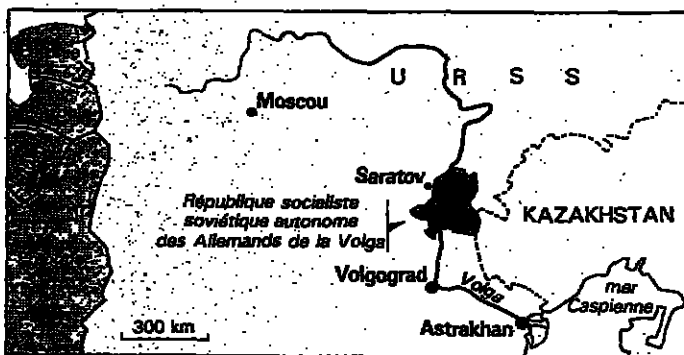 U R S S
Moscou
Saratov
République socialiste
soviétique autonome
des Allemands de la Volga
KAZAKHSTAN
Volgograd
Volga
mer
Caspienne
Astrakhan
300 km